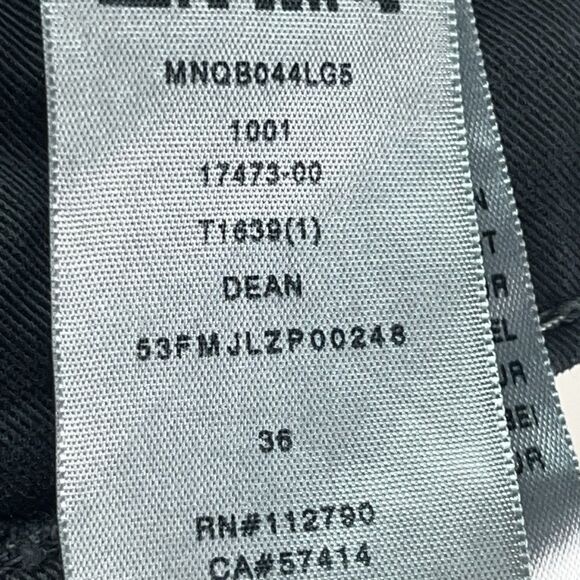 MNQB044LG5
1001
17473-00
T1639(1)
DEAN
53FMJLZP00248
36
RN#112790
CA#57414